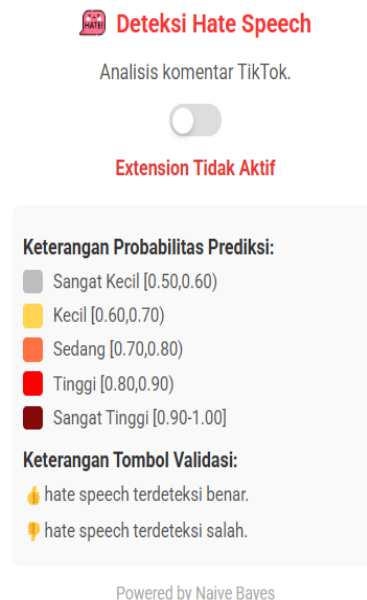 HATE!
Deteksi Hate Speech
Analisis komentar TikTok.
Extension Tidak Aktif
Keterangan Probabilitas Prediksi:
Sangat Kecil [0.50,0.60)
Kecil [0.60,0.70)
Sedang [0.70,0.80)
Tinggi [0.80,0.90)
Sangat Tinggi [0.90-1.00]
Keterangan Tombol Validasi:
👍 hate speech terdeteksi benar.
👎 hate speech terdeteksi salah.
Powered by Naive Bayes